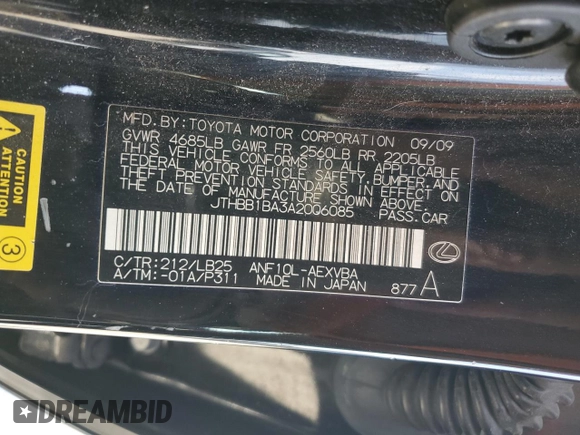 MFD. BY: TOYOTA MOTOR CORPORATION 09/09
GVWR 4685LB GAWR FR 2560LB RR 2205LB
THIS VEHICLE CONFORMS TO ALL APPLICABLE
FEDERAL MOTOR VEHICLE SAFETY, BUMPER, AND
THEFT PREVENTION STANDARDS IN EFFECT ON
THE DATE OF MANUFACTURE SHOWN ABOVE.
JTHBB1BA3A2006085 PASS.CAR
C/TR:212/LB25 ANF10L-AEXVBA
A/TM:-01A/P311 MADE IN JAPAN 877 A
CAUTION
ATTENTION
3
DREAMBID